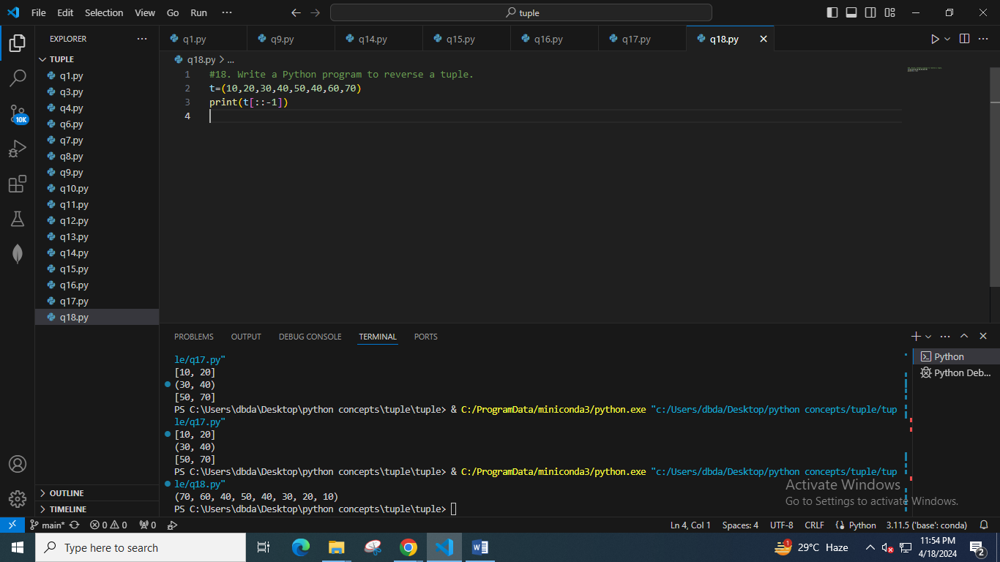 File Edit Selection View Go Run ··· tuple
EXPLORER ···
TUPLE
q1.py
q3.py
q4.py
q6.py
q7.py
q8.py
q9.py
q10.py
q11.py
q12.py
q13.py
q14.py
q15.py
q16.py
q17.py
q18.py
OUTLINE
TIMELINE
10K
q1.py q9.py q14.py q15.py q16.py q17.py q18.py
q18.py > ...
1 #18. Write a Python program to reverse a tuple.
2 t=(10,20,30,40,50,40,60,70)
3 print(t[::-1])
4
PROBLEMS OUTPUT DEBUG CONSOLE TERMINAL PORTS
le/q17.py"
[10, 20]
(30, 40)
[50, 70]
PS C:\Users\dbda\Desktop\python concepts\tuple\tuple> & C:/ProgramData/miniconda3/python.exe "c:/Users/dbda/Desktop/python concepts/tuple/tup
le/q17.py"
[10, 20]
(30, 40)
[50, 70]
PS C:\Users\dbda\Desktop\python concepts\tuple\tuple> & C:/ProgramData/miniconda3/python.exe "c:/Users/dbda/Desktop/python concepts/tuple/tup
le/q18.py"
(70, 60, 40, 50, 40, 30, 20, 10)
PS C:\Users\dbda\Desktop\python concepts\tuple\tuple>
Python
Python Deb...
Activate Windows
Go to Settings to activate Windows.
main* 0 0 0 Ln 4, Col 1 Spaces: 4 UTF-8 CRLF Python 3.11.5 ('base': conda)
Type here to search 1 29°C Haze 11:54 PM
4/18/2024
2